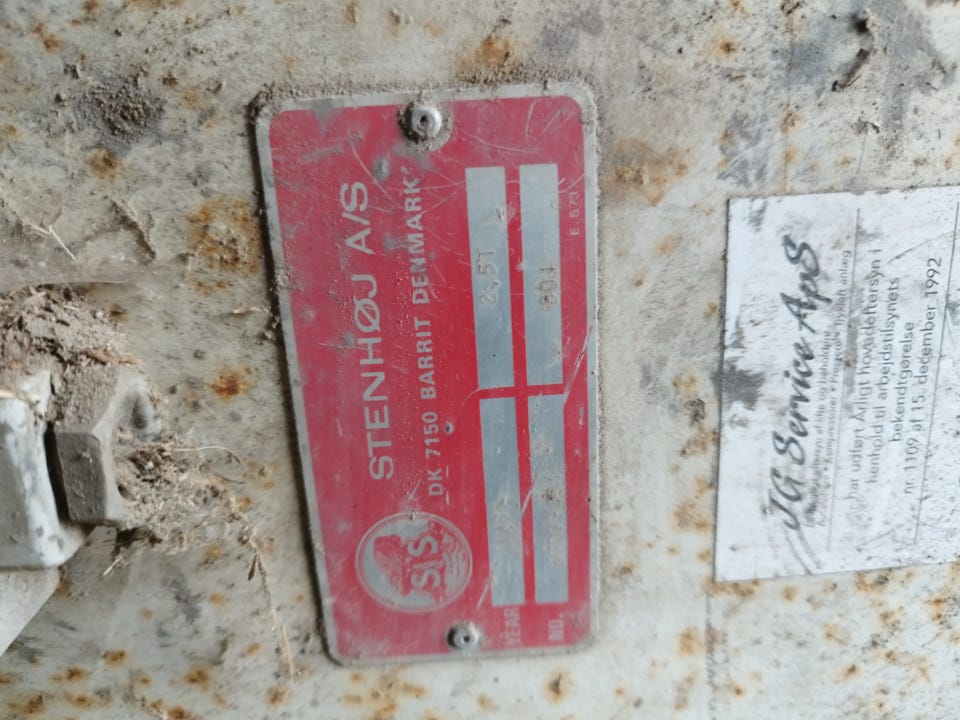 STENHØJ A/S
DK 7150 BARRIT DENMARK
S.I.S.
YEAR
2,5T
NO.
E 573
JG Service ApS
har udført Årligt hovedeftersyn i
henhold til arbejdstilsynets
bekendtgørelse
nr. 1109 af 15. december 1992